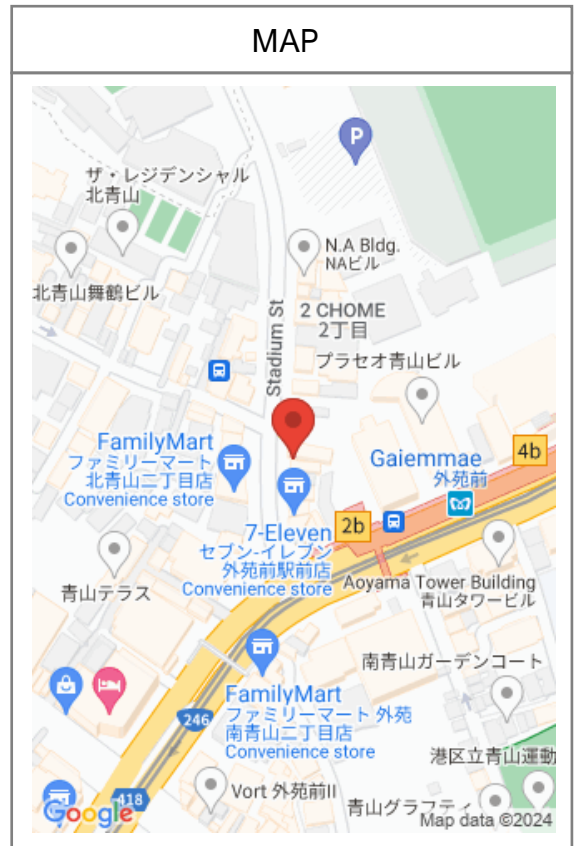 MAP
P
ザ・レジデンシャル
北青山
N.A Bldg.
NAビル
北青山舞鶴ビル
2 CHOME
2丁目
Stadium St
プラセオ青山ビル
FamilyMart
ファミリーマート
北青山二丁目店
Convenience store
Gaiemmae
外苑前
4b
2b
7-Eleven
セブン-イレブン
外苑前駅前店
Convenience store
Aoyama Tower Building
青山タワービル
青山テラス
南青山ガーデンコート
FamilyMart
ファミリーマート 外苑
南青山二丁目店
Convenience store
246
港区立青山運動
418
Vort 外苑前II
青山グラフティ
Google
Map data ©2024